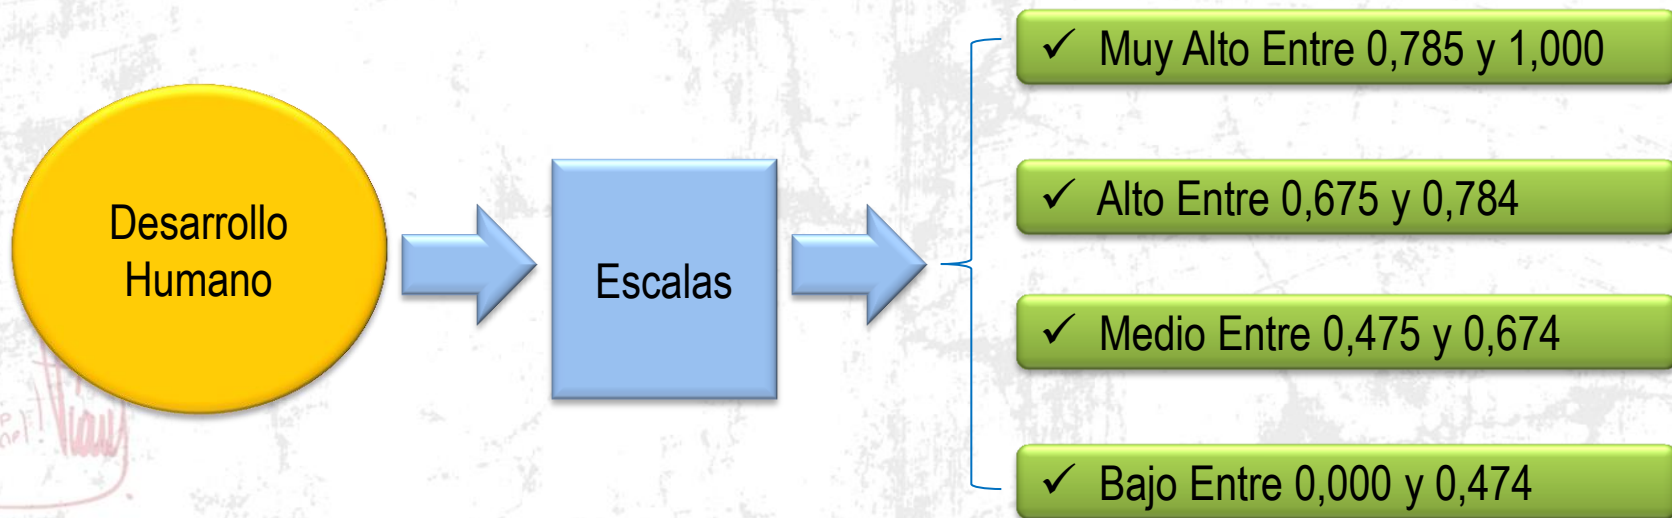 Desarrollo
Humano
Escalas
✓ Muy Alto Entre 0,785 y 1,000
✓ Alto Entre 0,675 y 0,784
✓ Medio Entre 0,475 y 0,674
✓ Bajo Entre 0,000 y 0,474